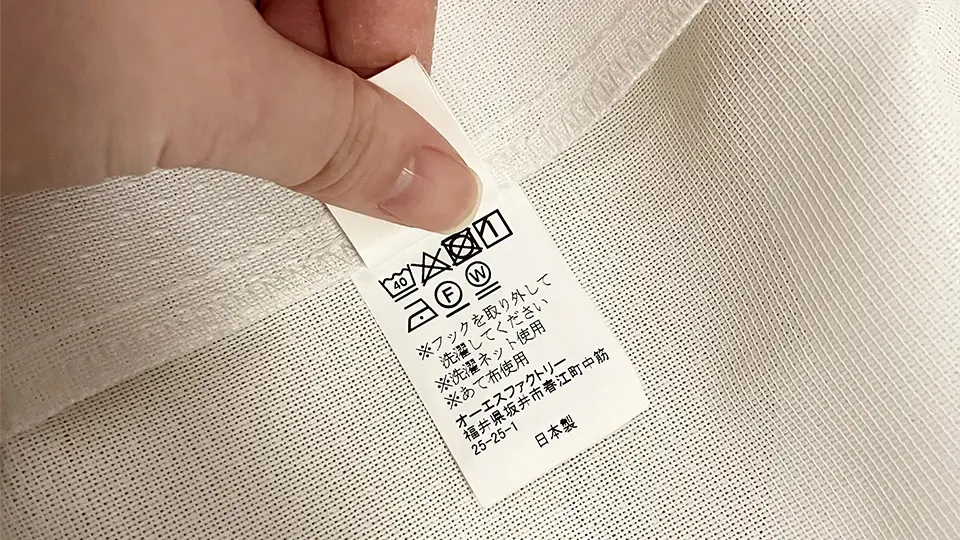 40
F W
※フックを取り外して
洗濯してください
※洗濯ネット使用
※あて布使用
オーエスファクトリー
福井県坂井市春江町中筋
25-25-1 日本製